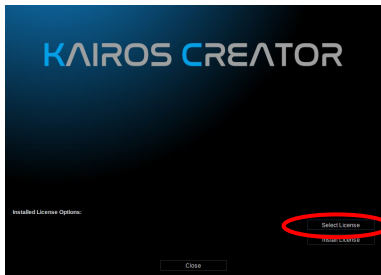 KAIROS CREATOR
Installed License Options:
Select License
Install License
Close